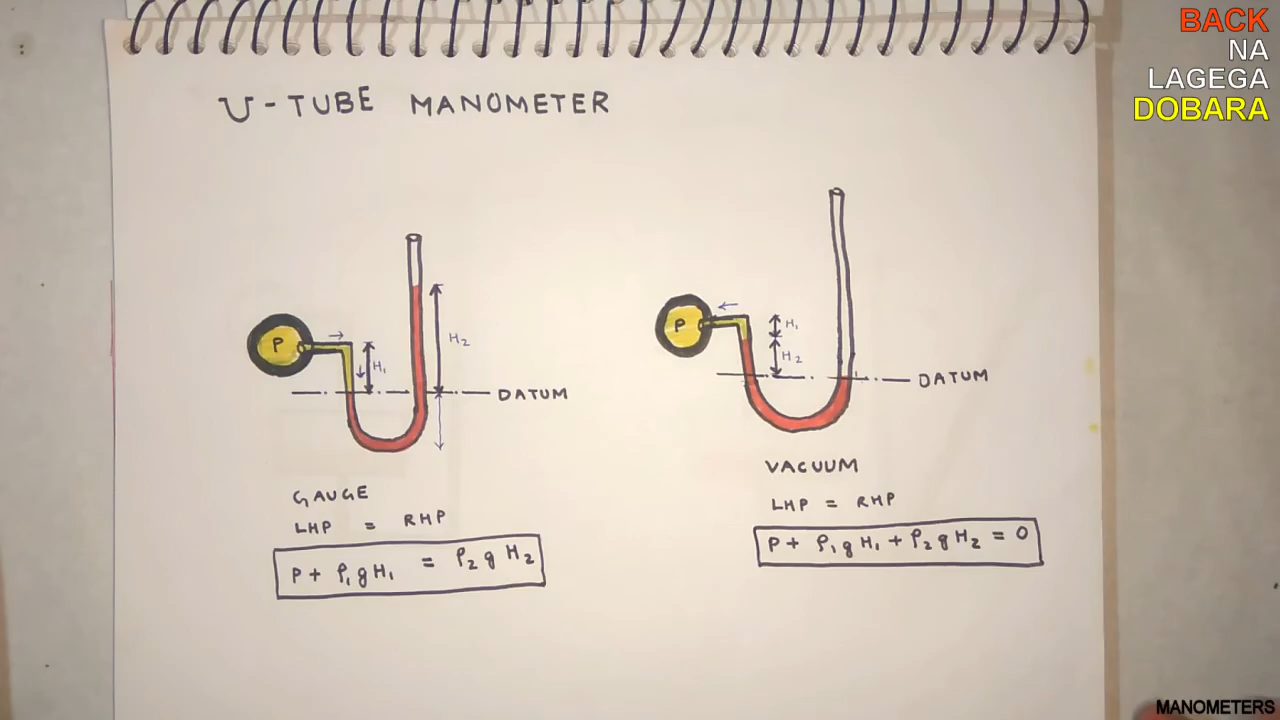 BACK
NA
LAGEGA
DOBARA
U-TUBE MANOMETER
P
H₁
H₂
DATUM
GAUGE
LHP = RHP
P + ρ₁gH₁ = ρ₂gH₂
P
H₁
H₂
DATUM
VACUUM
LHP = RHP
P + ρ₁gH₁ + ρ₂gH₂ = 0
MANOMETERS